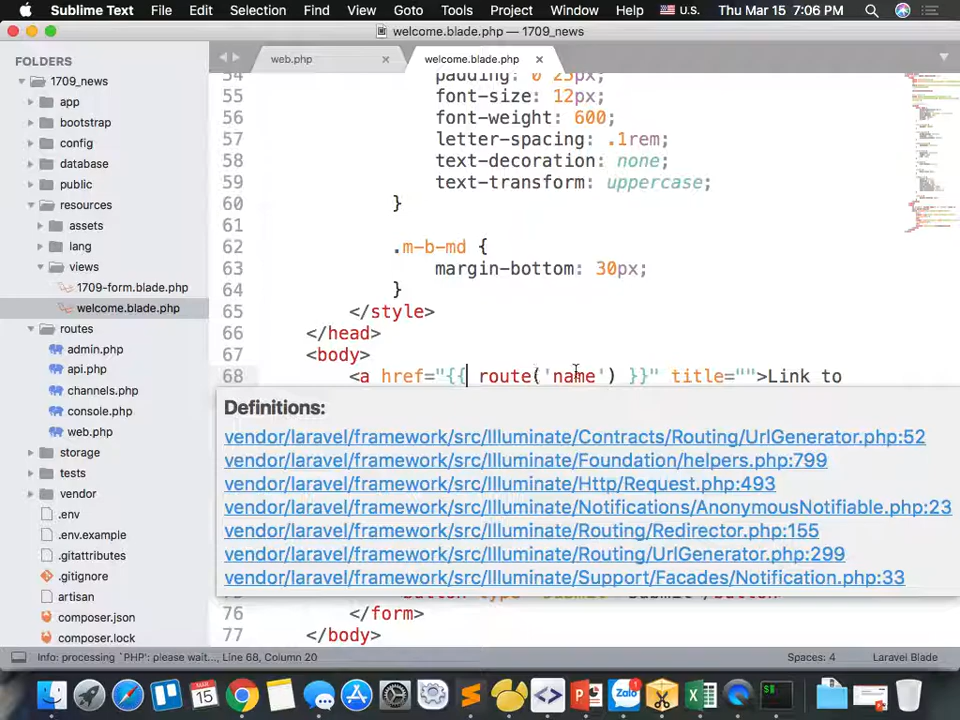 Sublime Text File Edit Selection Find View Goto Tools Project Window Help U.S. Thu Mar 15 7:06 PM
welcome.blade.php — 1709_news
FOLDERS
1709_news
app
bootstrap
config
database
public
resources
assets
lang
views
1709-form.blade.php
welcome.blade.php
routes
admin.php
api.php
channels.php
console.php
web.php
storage
tests
vendor
.env
.env.example
.gitattributes
.gitignore
artisan
composer.json
composer.lock
web.php × welcome.blade.php ×
54 padding: 0 25px;
55 font-size: 12px;
56 font-weight: 600;
57 letter-spacing: .1rem;
58 text-decoration: none;
59 text-transform: uppercase;
60 }
61
62 .m-b-md {
63 margin-bottom: 30px;
64 }
65 </style>
66 </head>
67 <body>
68 <a href="{{ route('name') }}" title="">Link to
Definitions:
vendor/laravel/framework/src/Illuminate/Contracts/Routing/UrlGenerator.php:52
vendor/laravel/framework/src/Illuminate/Foundation/helpers.php:799
vendor/laravel/framework/src/Illuminate/Http/Request.php:493
vendor/laravel/framework/src/Illuminate/Notifications/AnonymousNotifiable.php:23
vendor/laravel/framework/src/Illuminate/Routing/Redirector.php:155
vendor/laravel/framework/src/Illuminate/Routing/UrlGenerator.php:299
vendor/laravel/framework/src/Illuminate/Support/Facades/Notification.php:33
76 </form>
77 </body>
Info: processing `PHP': please wait..., Line 68, Column 20 Spaces: 4 Laravel Blade
15
Zalo
1